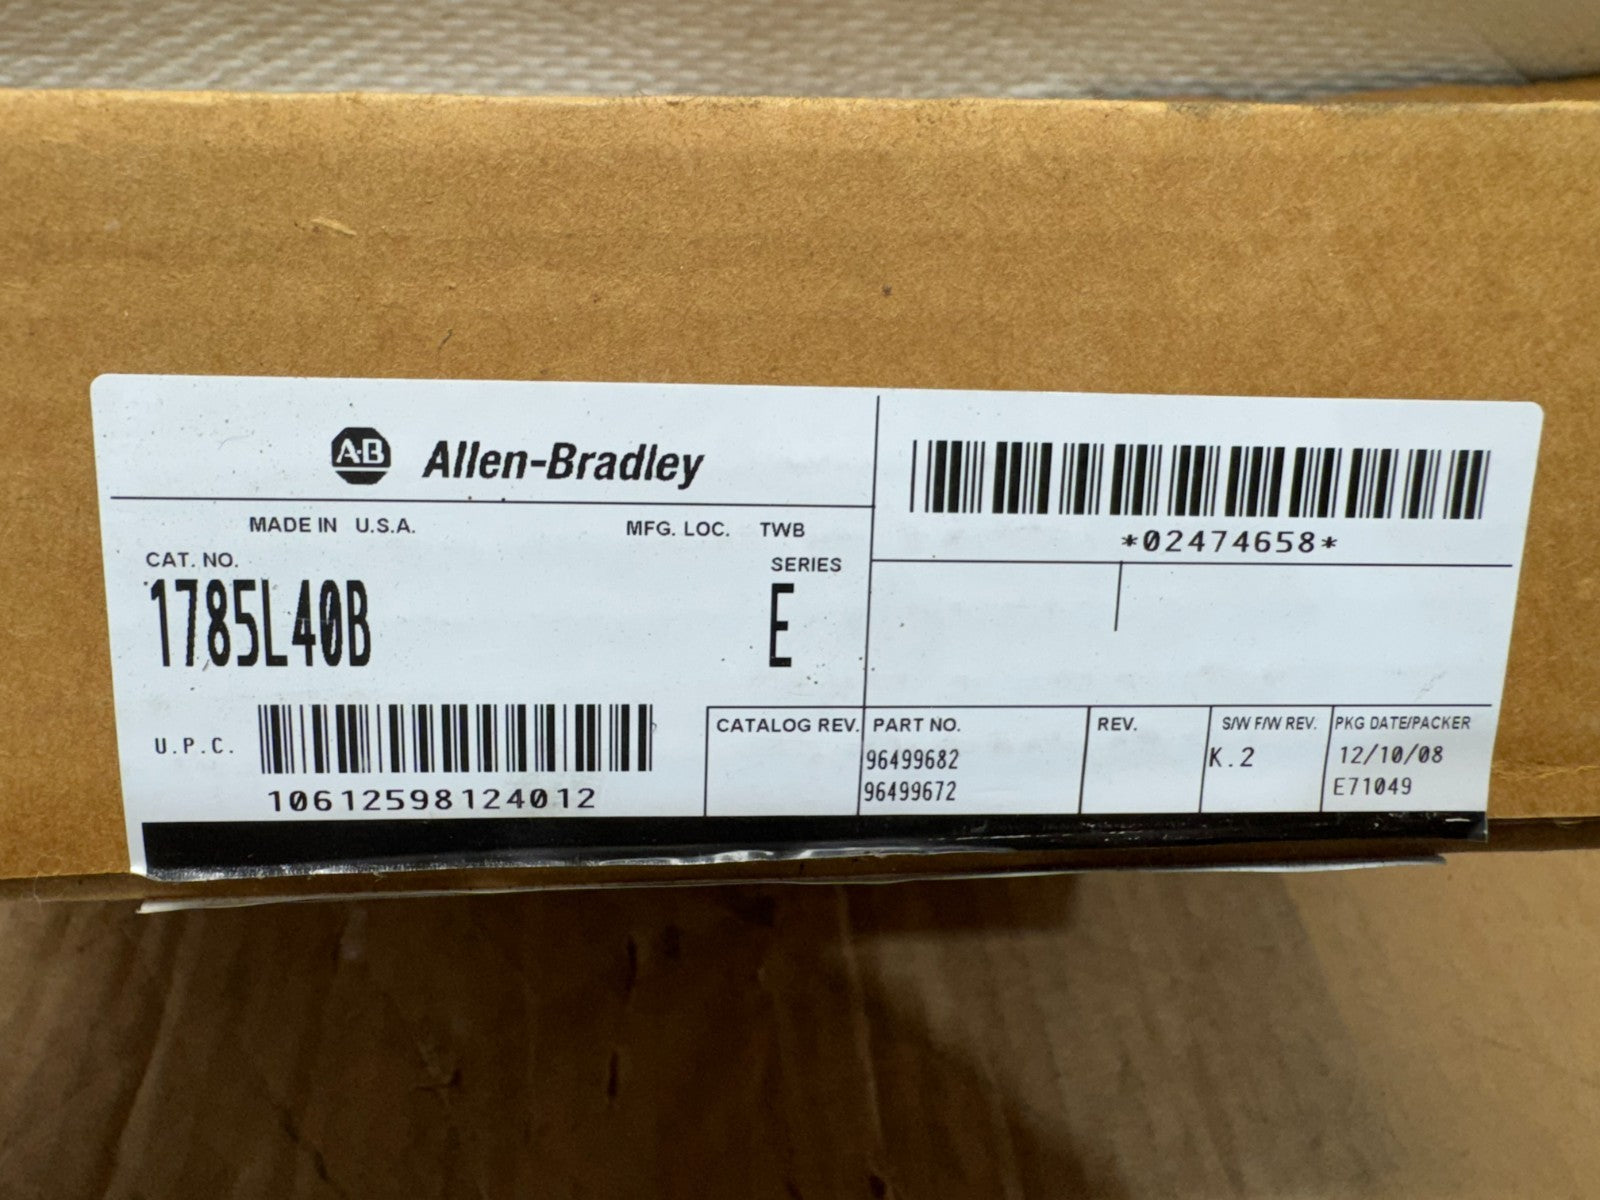 A-B Allen-Bradley
MADE IN U.S.A. MFG. LOC. TWB
CAT. NO. SERIES
1785L40B E
U.P.C.
10612598124012
*02474658*
CATALOG REV. PART NO. REV. S/W F/W REV. PKG DATE/PACKER
96499682 K.2 12/10/08
96499672 E71049